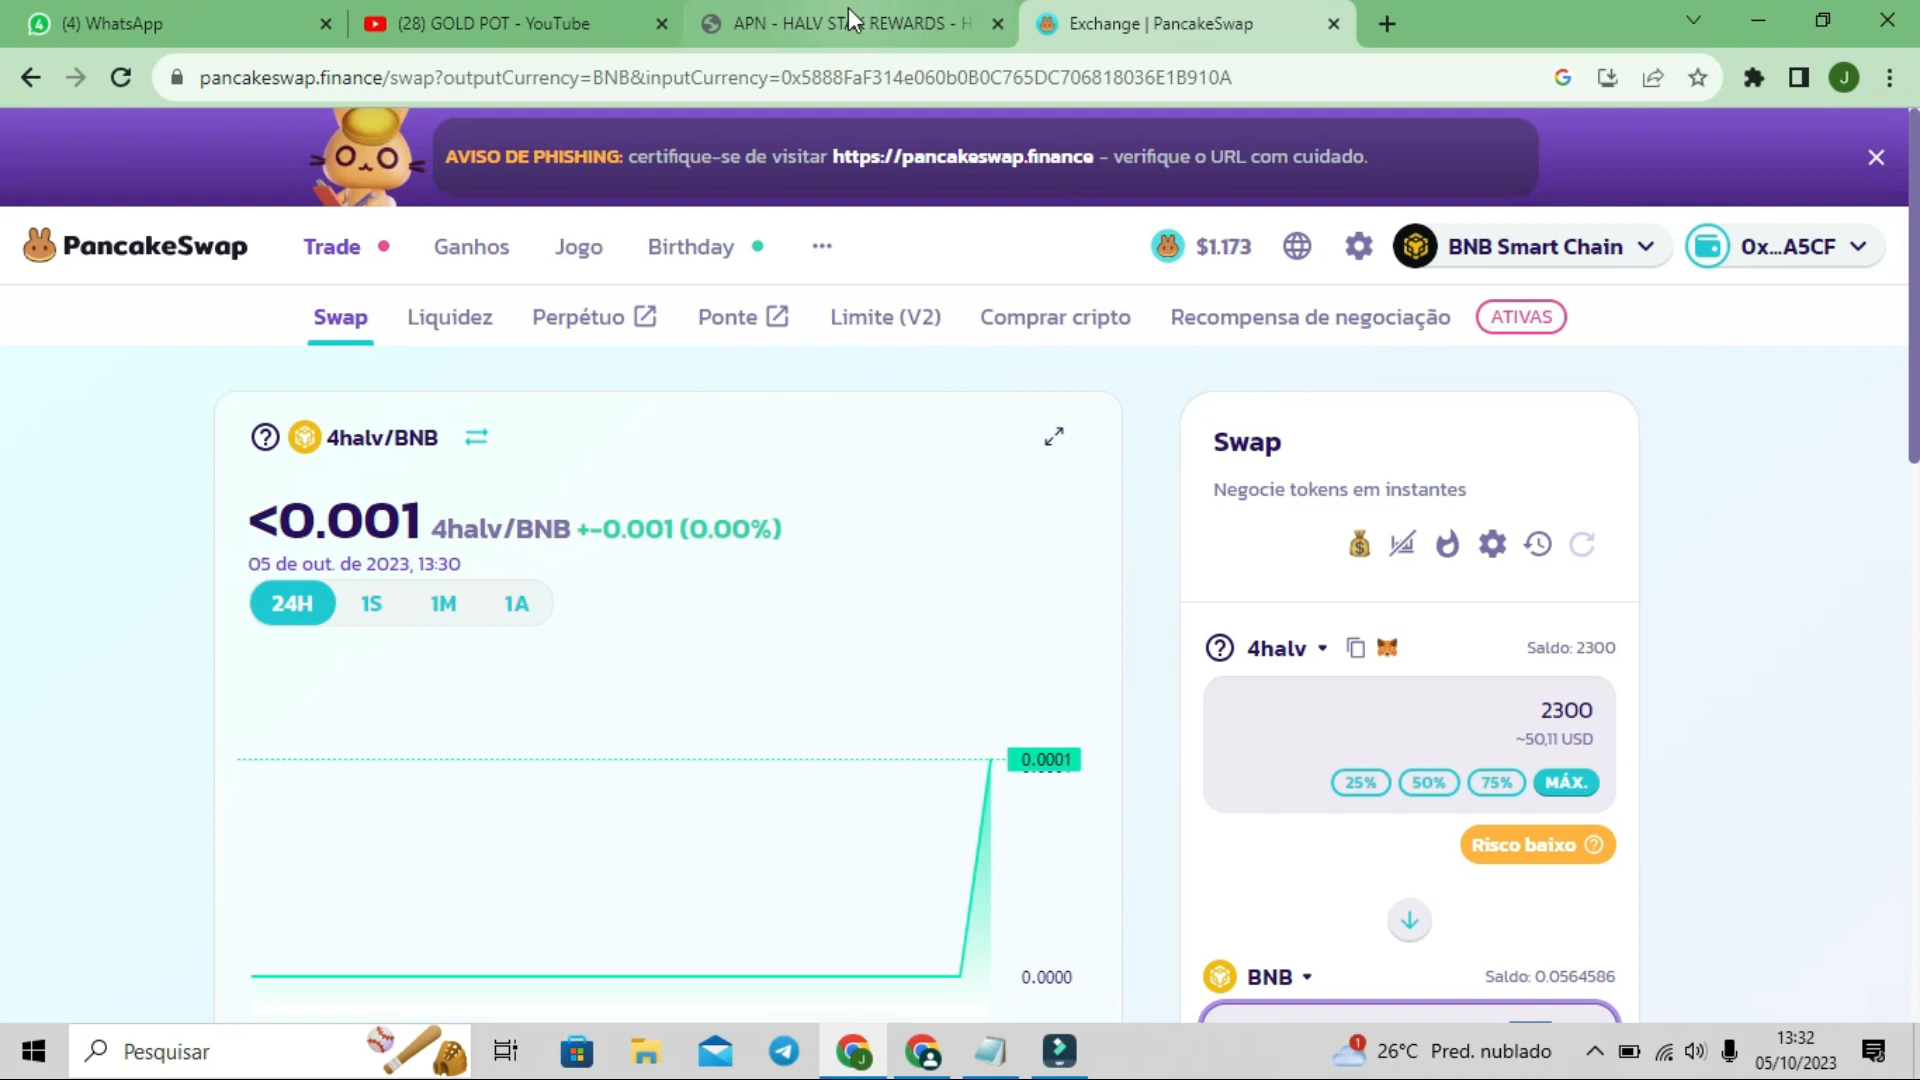 (4) WhatsApp
(28) GOLD POT - YouTube
APN - HALV STAR REWARDS - H
Exchange | PancakeSwap
pancakeswap.finance/swap?outputCurrency=BNB&inputCurrency=0x5888FaF314e060b0B0C765DC706818036E1B910A
J
AVISO DE PHISHING: certifique-se de visitar https://pancakeswap.finance - verifique o URL com cuidado.
PancakeSwap
Trade
Ganhos
Jogo
Birthday
$1.173
BNB Smart Chain
0x...A5CF
Swap
Liquidez
Perpétuo
Ponte
Limite (V2)
Comprar cripto
Recompensa de negociação
ATIVAS
4halv/BNB
<0.001 4halv/BNB +-0.001 (0.00%)
05 de out. de 2023, 13:30
24H 1S 1M 1A
0.0001
0.0000
Swap
Negocie tokens em instantes
4halv
Saldo: 2300
2300
~50,11 USD
25% 50% 75% MÁX.
Risco baixo
BNB
Saldo: 0.0564586
Pesquisar
1
26°C Pred. nublado
13:32
05/10/2023